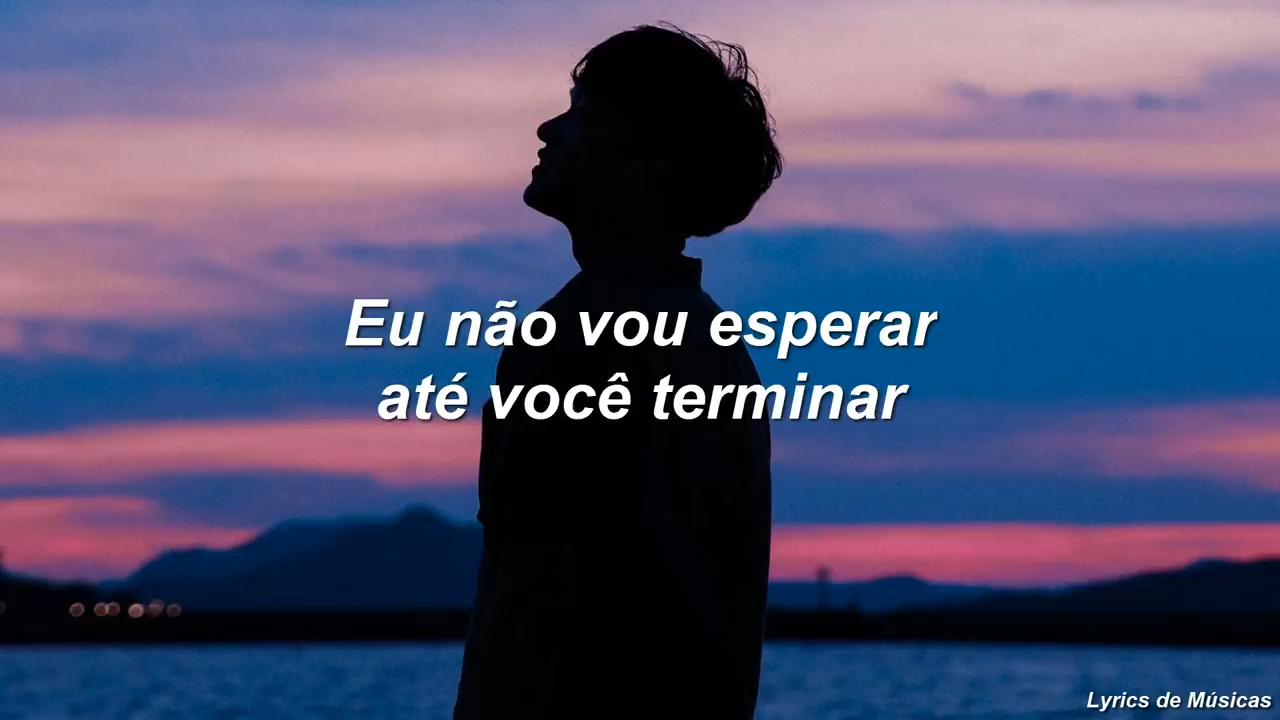 Eu não vou esperar
até você terminar
Lyrics de Músicas